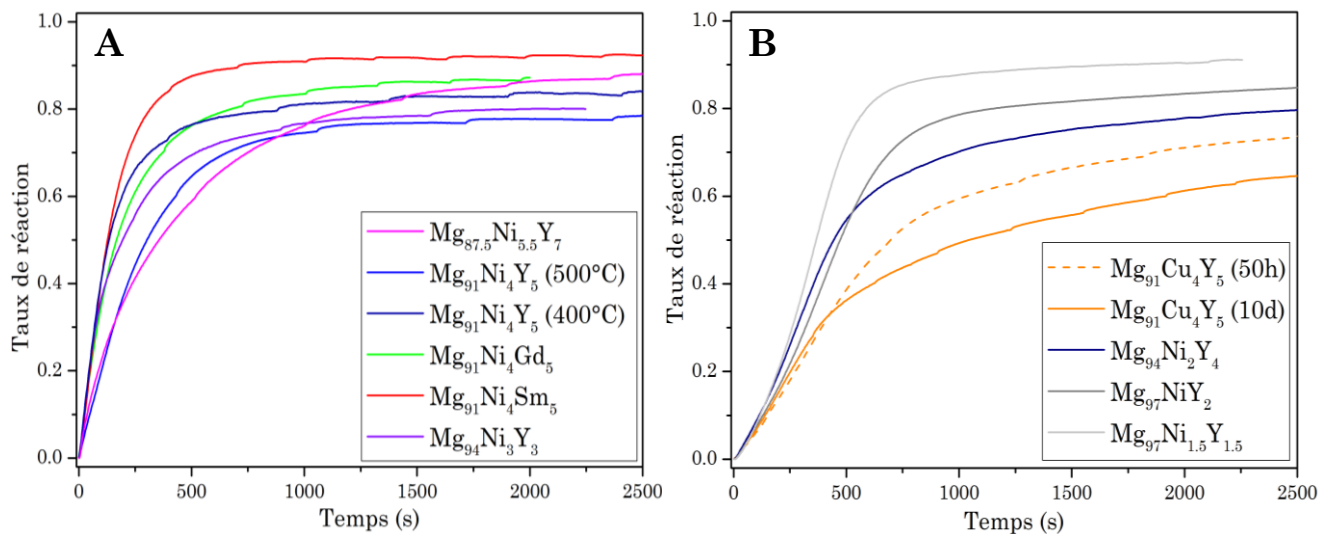 A
Taux de réaction
1.0
0.8
0.6
0.4
0.2
0.0
Mg₈₇.₅Ni₅.₅Y₇
Mg₉₁Ni₄Y₅ (500°C)
Mg₉₁Ni₄Y₅ (400°C)
Mg₉₁Ni₄Gd₅
Mg₉₁Ni₄Sm₅
Mg₉₄Ni₃Y₃
0 500 1000 1500 2000 2500
Temps (s)
B
Taux de réaction
1.0
0.8
0.6
0.4
0.2
0.0
Mg₉₁Cu₄Y₅ (50h)
Mg₉₁Cu₄Y₅ (10d)
Mg₉₄Ni₂Y₄
Mg₉₇NiY₂
Mg₉₇Ni₁.₅Y₁.₅
0 500 1000 1500 2000 2500
Temps (s)